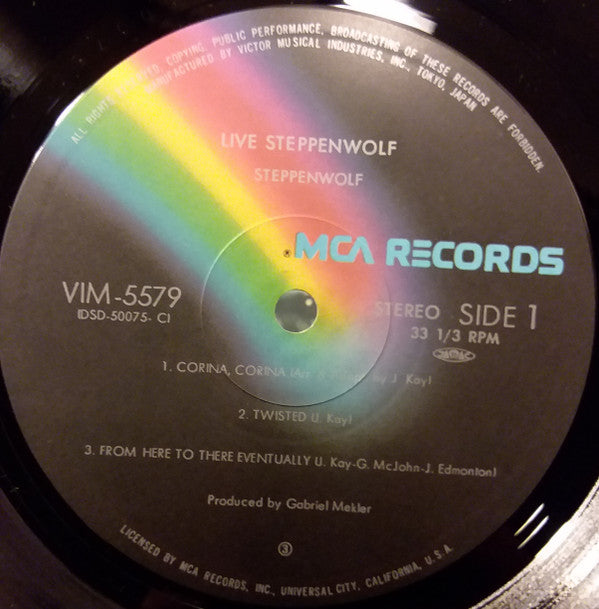 ALL RIGHTS RESERVED. COPYING, PUBLIC PERFORMANCE, BROADCASTING OF THESE RECORDS ARE FORBIDDEN.
MANUFACTURED BY VICTOR MUSICAL INDUSTRIES, INC., TOKYO, JAPAN
LIVE STEPPENWOLF
STEPPENWOLF
MCA RECORDS
VIM-5579
(DSD-50075- C)
STEREO SIDE 1
33 1/3 RPM
1. CORINA, CORINA (Arr. by J. Kay)
2. TWISTED (J. Kay)
3. FROM HERE TO THERE EVENTUALLY (J. Kay-G. McJohn-J. Edmonton)
Produced by Gabriel Mekler
3
LICENSED BY MCA RECORDS, INC., UNIVERSAL CITY, CALIFORNIA, U.S.A.